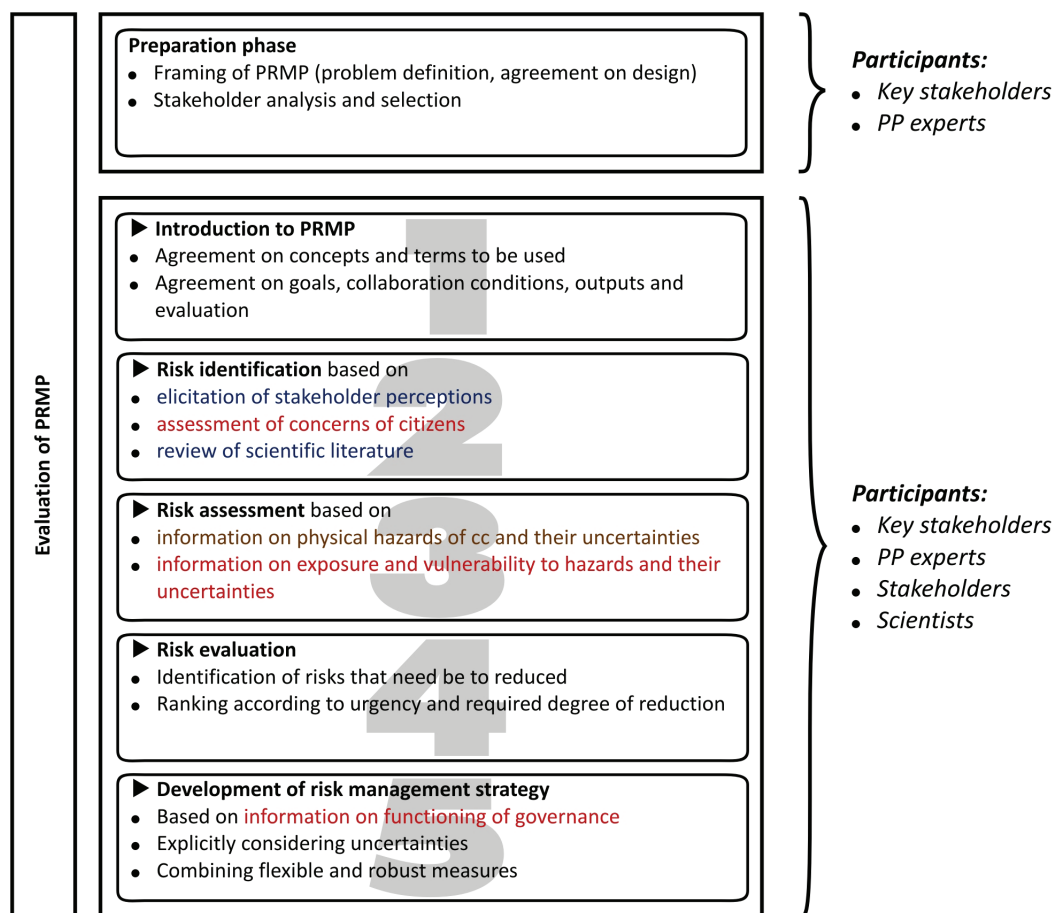 Evaluation of PRMP
Preparation phase
• Framing of PRMP (problem definition, agreement on design)
• Stakeholder analysis and selection
Participants:
• Key stakeholders
• PP experts
1
▶ Introduction to PRMP
• Agreement on concepts and terms to be used
• Agreement on goals, collaboration conditions, outputs and
evaluation
2
▶ Risk identification based on
• elicitation of stakeholder perceptions
• assessment of concerns of citizens
• review of scientific literature
3
▶ Risk assessment based on
• information on physical hazards of cc and their uncertainties
• information on exposure and vulnerability to hazards and their
uncertainties
4
▶ Risk evaluation
• Identification of risks that need be to reduced
• Ranking according to urgency and required degree of reduction
5
▶ Development of risk management strategy
• Based on information on functioning of governance
• Explicitly considering uncertainties
• Combining flexible and robust measures
Participants:
• Key stakeholders
• PP experts
• Stakeholders
• Scientists